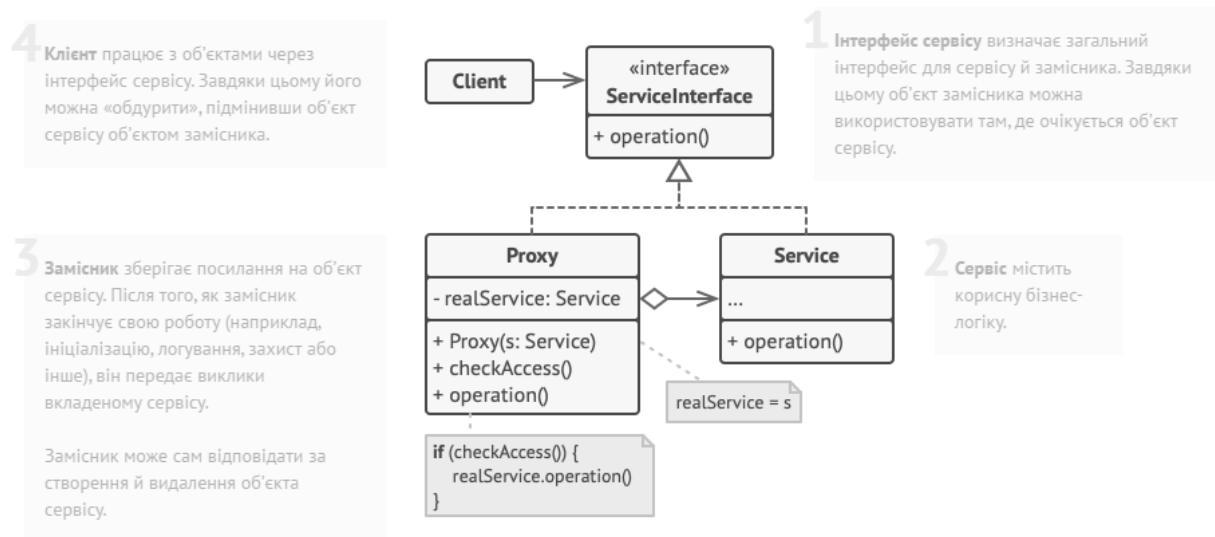 4
Клієнт працює з об'єктами через
інтерфейс сервісу. Завдяки цьому його
можна «обдурити», підмінивши об'єкт
сервісу об'єктом замісника.
Client
«interface»
ServiceInterface
+ operation()
1
Інтерфейс сервісу визначає загальний
інтерфейс для сервісу й замісника. Завдяки
цьому об'єкт замісника можна
використовувати там, де очікується об'єкт
сервісу.
3
Замісник зберігає посилання на об'єкт
сервісу. Після того, як замісник
закінчує свою роботу (наприклад,
ініціалізацію, логування, захист або
інше), він передає виклики
вкладеному сервісу.
Замісник може сам відповідати за
створення й видалення об'єкта
сервісу.
Proxy
- realService: Service
+ Proxy(s: Service)
+ checkAccess()
+ operation()
Service
...
+ operation()
2
Сервіс містить
корисну бізнес-
логіку.
realService = s
if (checkAccess()) {
realService.operation()
}